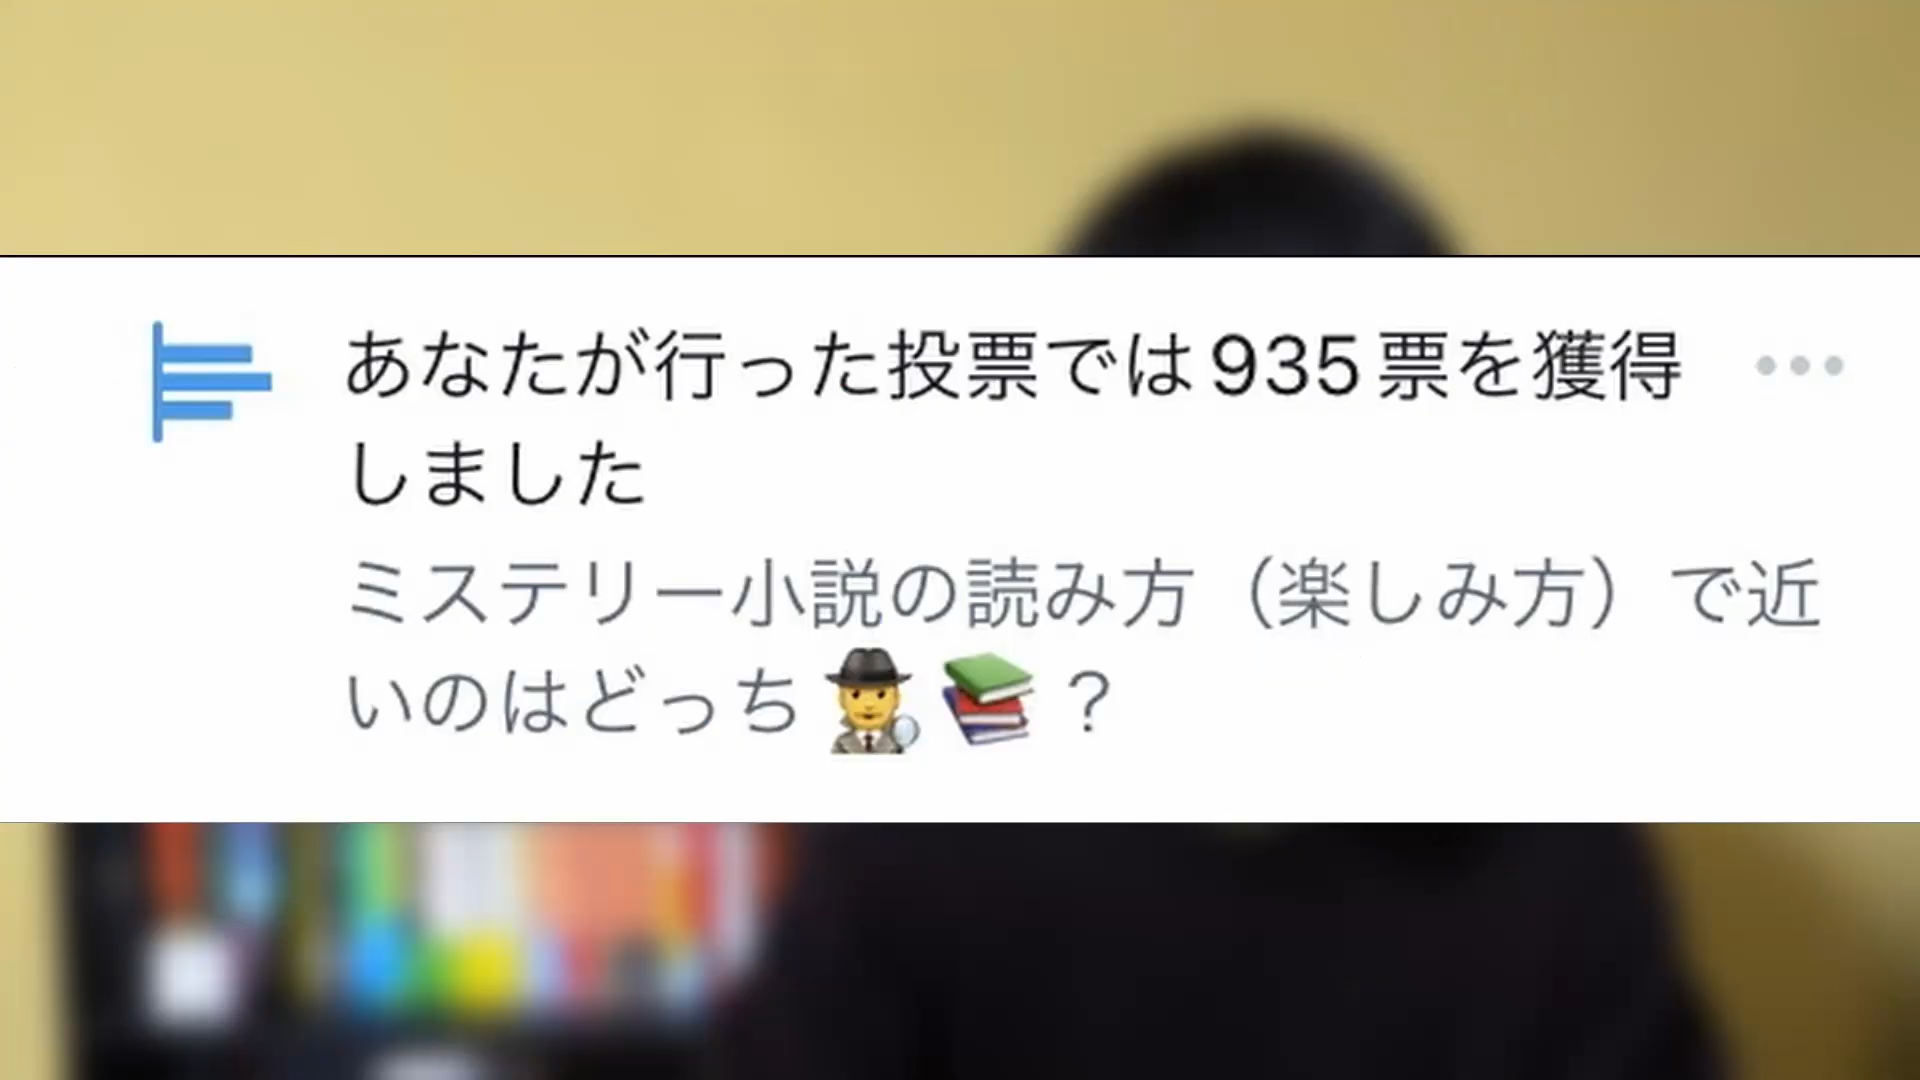 あなたが行った投票では935票を獲得
しました
ミステリー小説の読み方（楽しみ方）で近
いのはどっち🕵️📚？